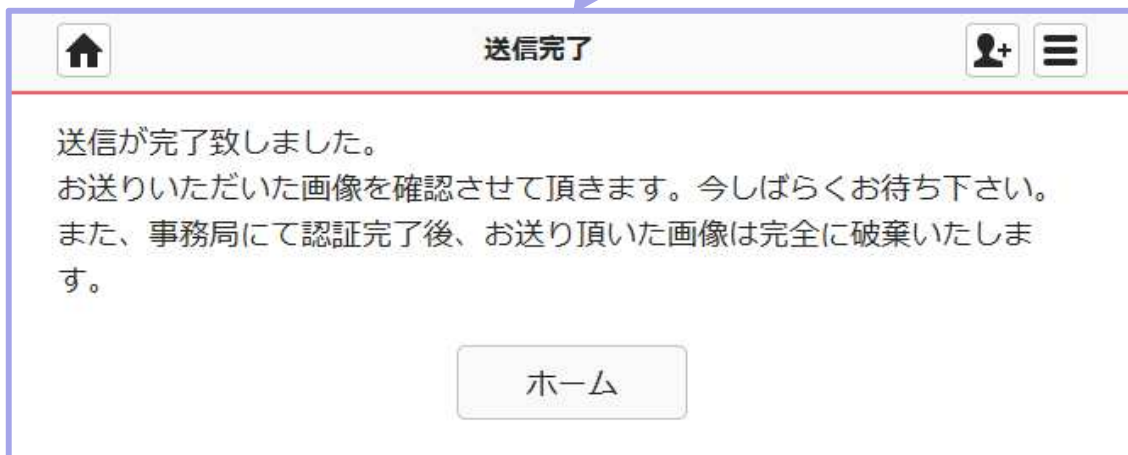 送信完了
送信が完了致しました。
お送りいただいた画像を確認させて頂きます。今しばらくお待ち下さい。
また、事務局にて認証完了後、お送り頂いた画像は完全に破棄いたしま
す。
ホーム